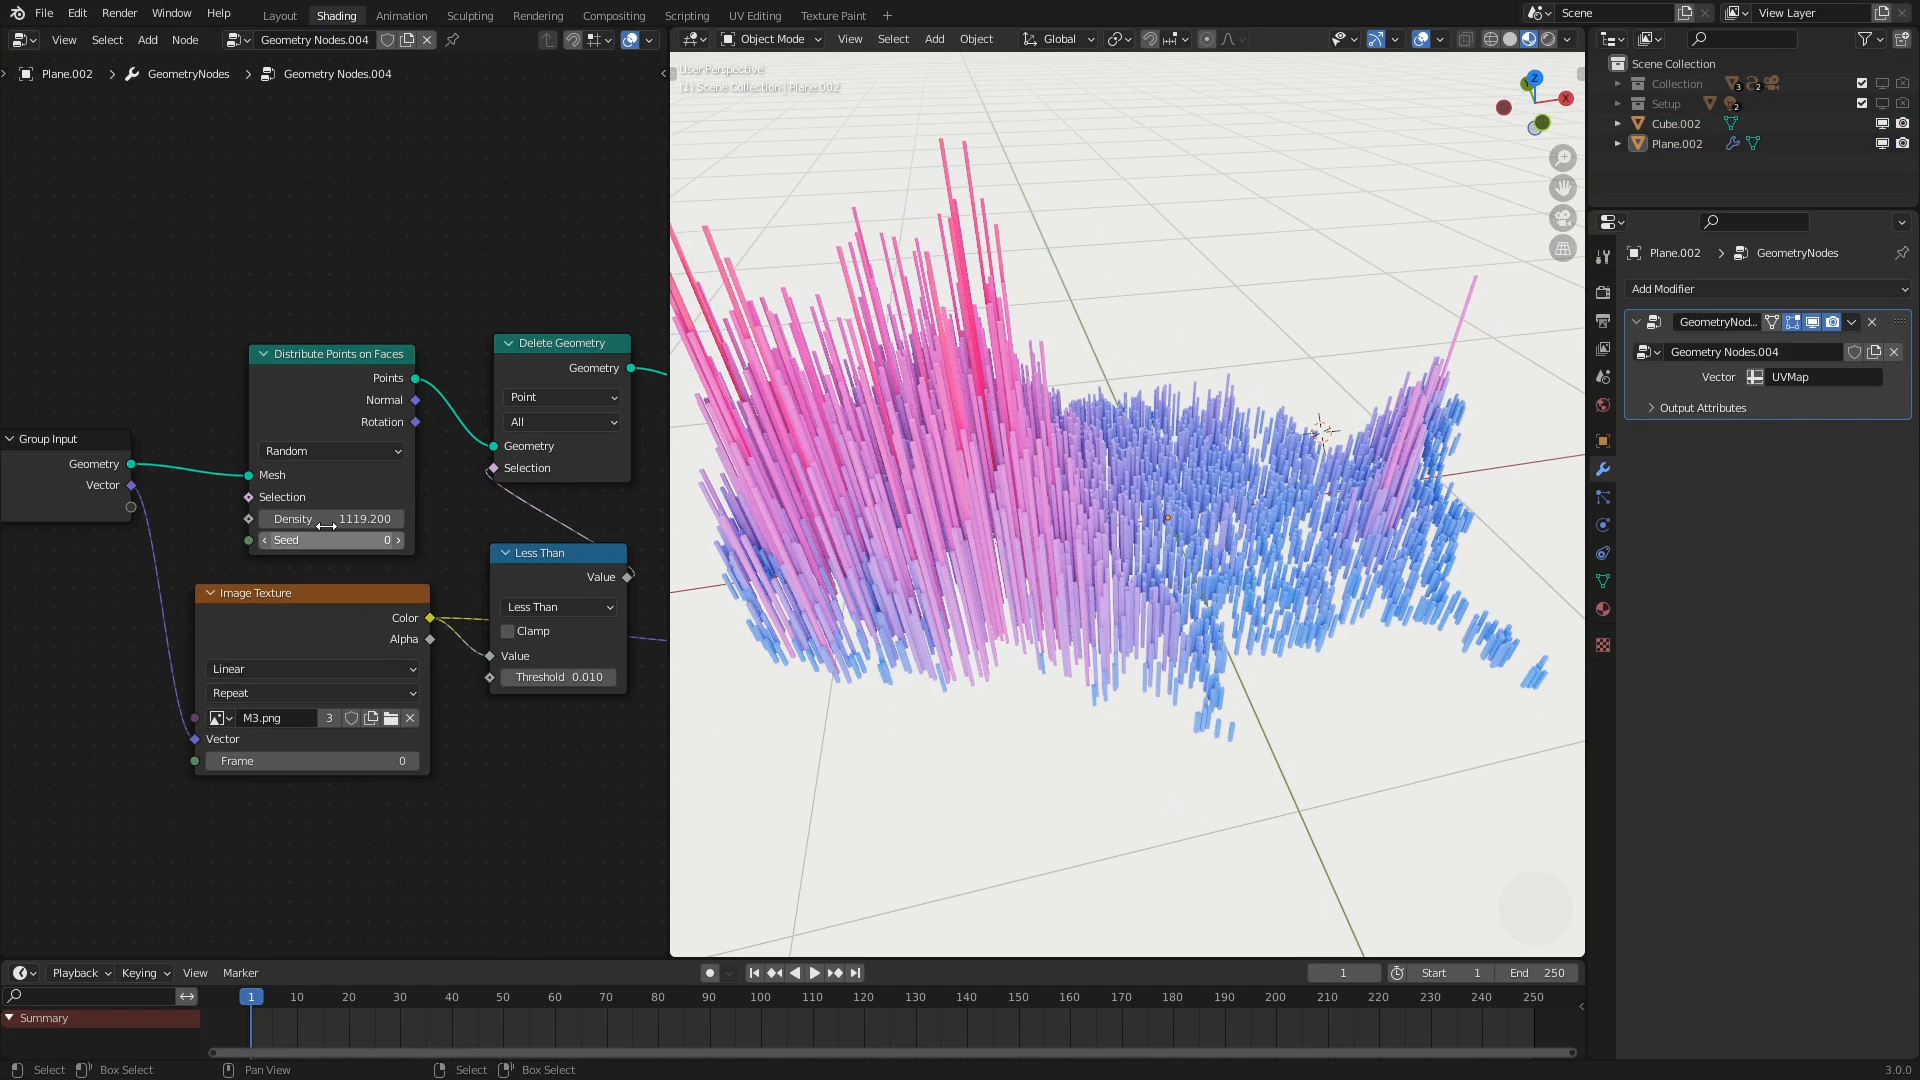 File Edit Render Window Help Layout Shading Animation Sculpting Rendering Compositing Scripting UV Editing Texture Paint + Scene View Layer
View Select Add Node Geometry Nodes.004
Object Mode View Select Add Object Global
Plane.002 > GeometryNodes > Geometry Nodes.004
User Perspective
(1) Scene Collection | Plane.002
Z
Y
X
Scene Collection
Collection 3 2
Setup 2
Cube.002
Plane.002
Plane.002 > GeometryNodes
Add Modifier
GeometryNod...
Geometry Nodes.004
Vector UVMap
Output Attributes
Group Input
Geometry
Vector
Distribute Points on Faces
Points
Normal
Rotation
Random
Mesh
Selection
Density 1119.200
Seed 0
Delete Geometry
Geometry
Point
All
Geometry
Selection
Image Texture
Color
Alpha
Linear
Repeat
M3.png 3
Vector
Frame 0
Less Than
Value
Less Than
Clamp
Value
Threshold 0.010
Playback Keying View Marker 1 Start 1 End 250
1 10 20 30 40 50 60 70 80 90 100 110 120 130 140 150 160 170 180 190 200 210 220 230 240 250
Summary
Select Box Select Pan View Select Box Select 3.0.0